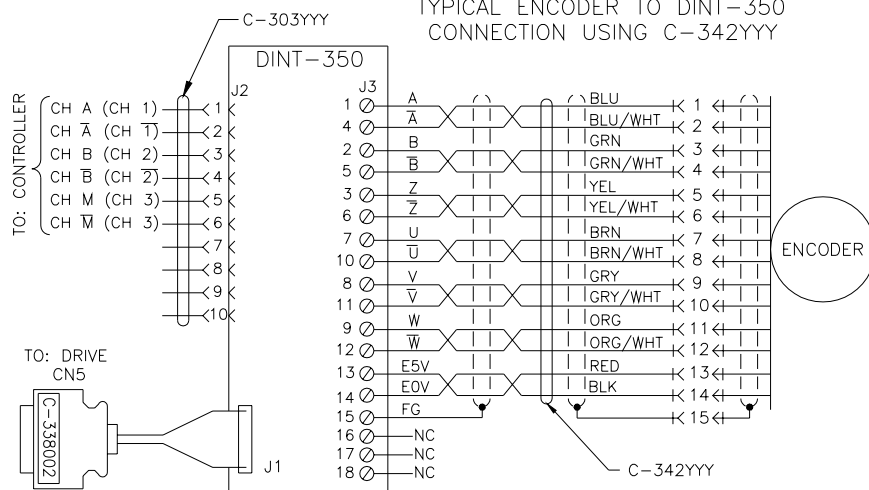 TYPICAL ENCODER TO DINT-350
CONNECTION USING C-342YYY
C-303YYY
DINT-350
J2
J3
TO: CONTROLLER
CH A (CH 1) 1
CH A̅ (CH 1̅) 2
CH B (CH 2) 3
CH B̅ (CH 2̅) 4
CH M (CH 3) 5
CH M̅ (CH 3) 6
7
8
9
10
1 A BLU 1
4 A̅ BLU/WHT 2
2 B GRN 3
5 B̅ GRN/WHT 4
3 Z YEL 5
6 Z̅ YEL/WHT 6
7 U BRN 7
10 U̅ BRN/WHT 8
8 V GRY 9
11 V̅ GRY/WHT 10
9 W ORG 11
12 W̅ ORG/WHT 12
13 E5V RED 13
14 E0V BLK 14
15 FG 15
16 NC
17 NC
18 NC
ENCODER
TO: DRIVE
CN5
C-338002
J1
C-342YYY